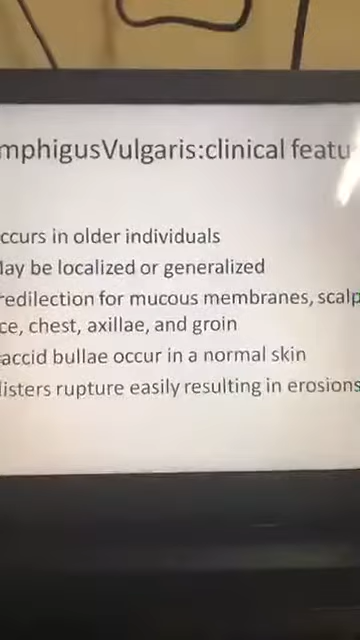 mphigusVulgaris:clinical featu
ccurs in older individuals
lay be localized or generalized
redilection for mucous membranes, scalp
ce, chest, axillae, and groin
accid bullae occur in a normal skin
listers rupture easily resulting in erosions